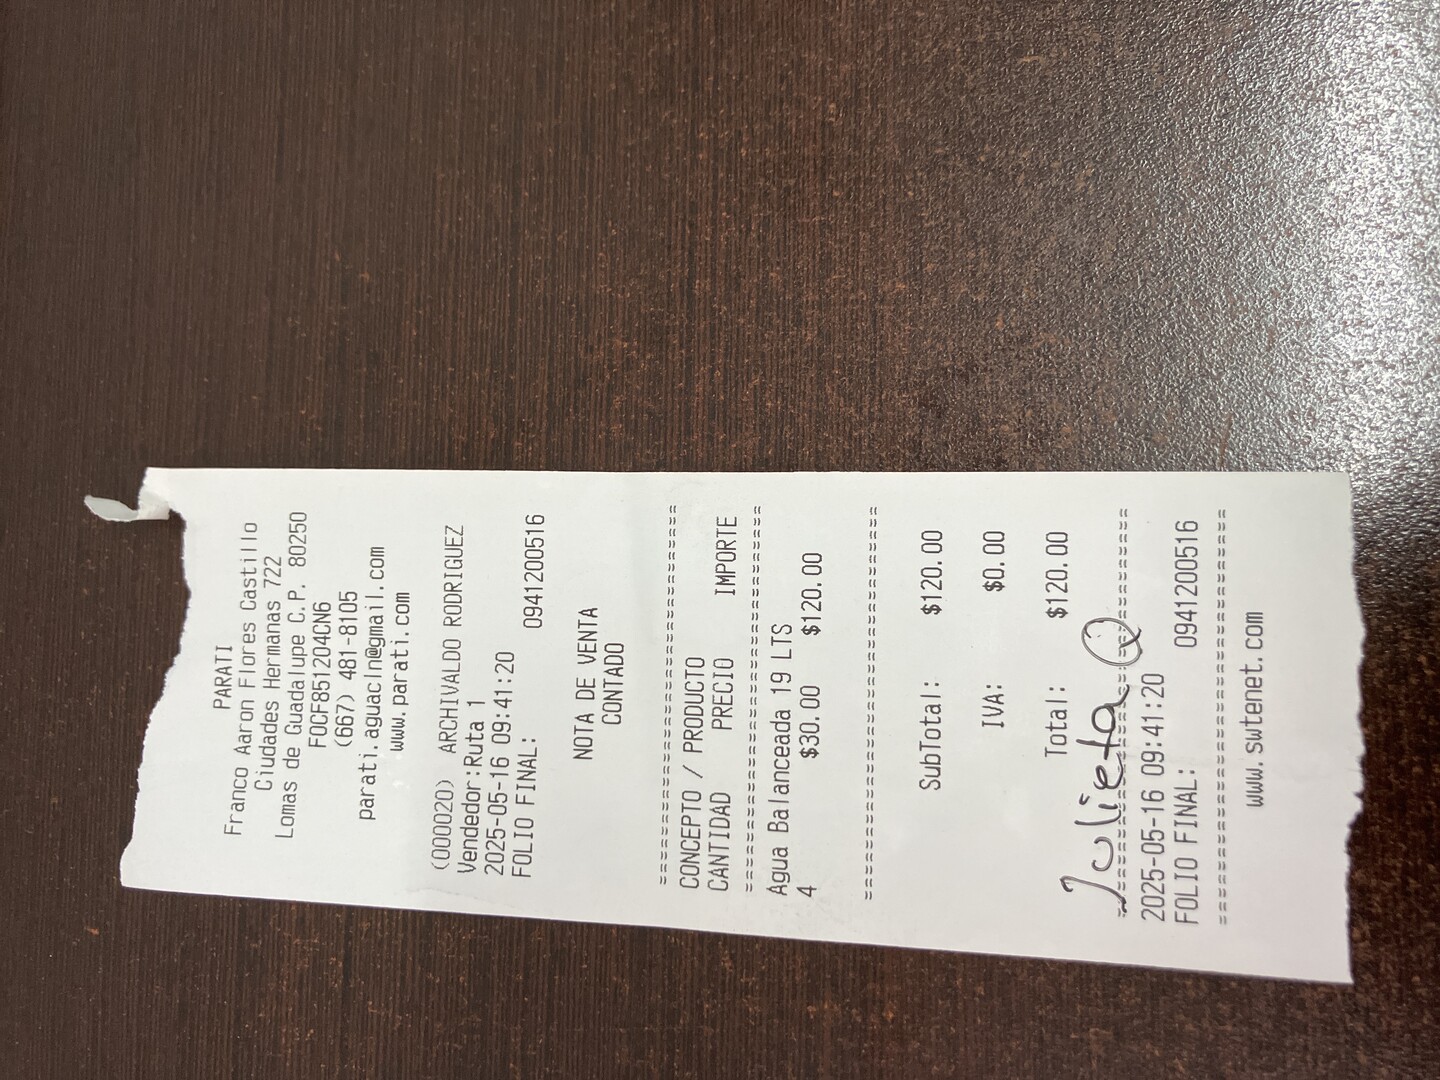 PARATI
Franco Aaron Flores Castillo
Ciudades Hermanas 722
Lomas de Guadalupe C.P. 80250
FOCF851204CN6
(667) 481-8105
parati.aguacln@gmail.com
www.parati.com
(000020) ARCHIVALDO RODRIGUEZ
Vendedor:Ruta 1
2025-05-16 09:41:20
FOLIO FINAL: 0941200516
NOTA DE VENTA
CONTADO
================================
CONCEPTO / PRODUCTO
CANTIDAD PRECIO IMPORTE
================================
Agua Balanceada 19 LTS
4 $30.00 $120.00
================================
SubTotal: $120.00
IVA: $0.00
Total: $120.00
Julieta Q
================================
2025-05-16 09:41:20
FOLIO FINAL: 0941200516
================================
www.swtenet.com